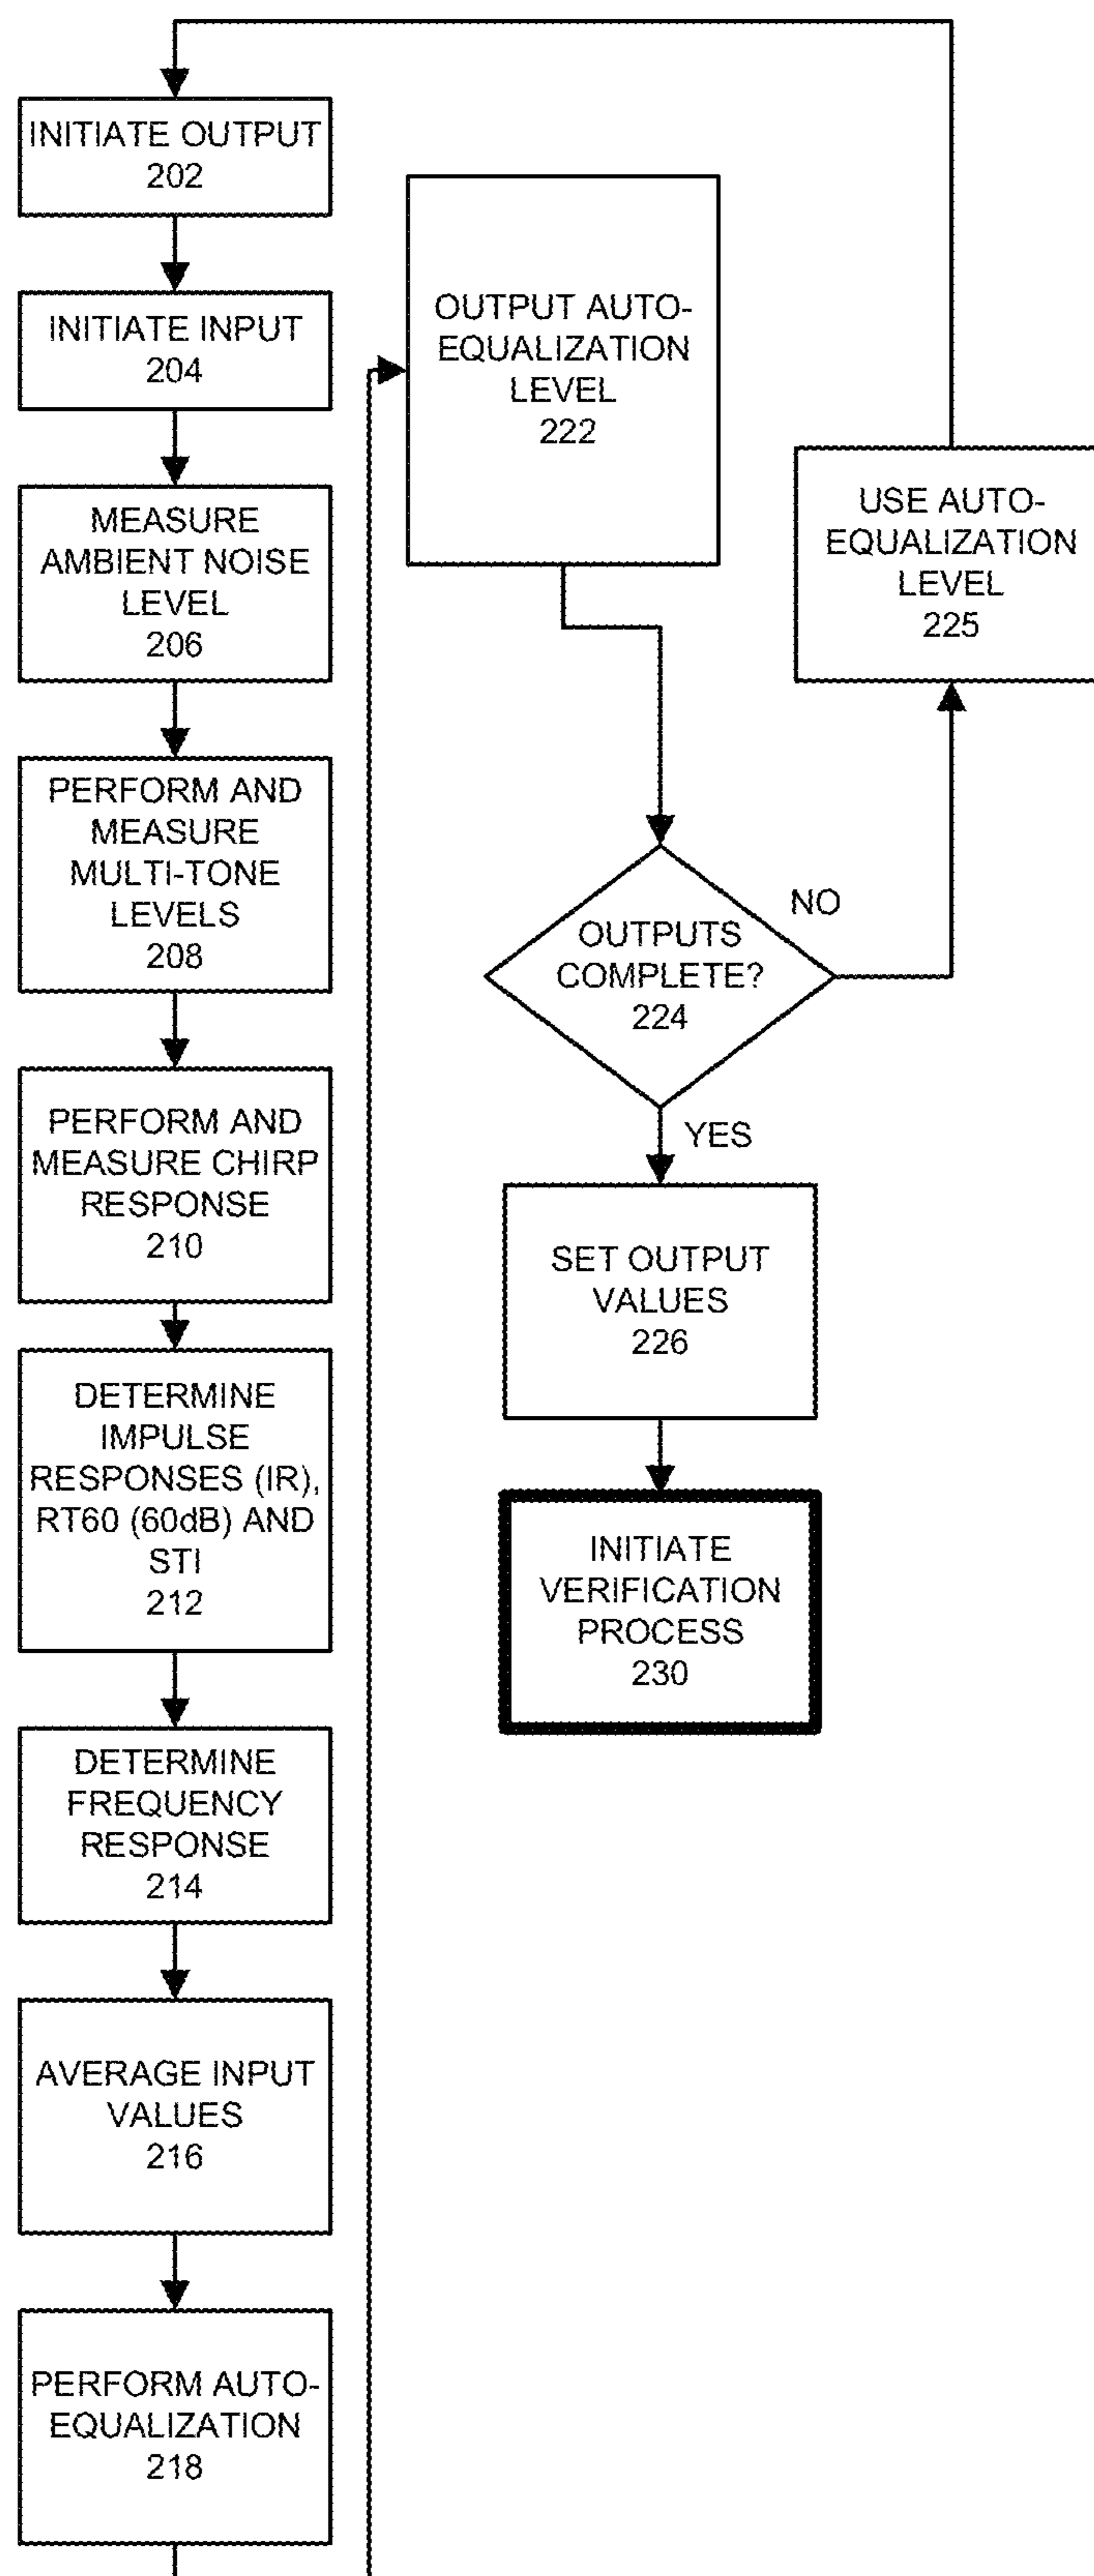 INITIATE OUTPUT
202
INITIATE INPUT
204
MEASURE
AMBIENT NOISE
LEVEL
206
PERFORM AND
MEASURE
MULTI-TONE
LEVELS
208
PERFORM AND
MEASURE CHIRP
RESPONSE
210
DETERMINE
IMPULSE
RESPONSES (IR),
RT60 (60dB) AND
STI
212
DETERMINE
FREQUENCY
RESPONSE
214
AVERAGE INPUT
VALUES
216
PERFORM AUTO-
EQUALIZATION
218
OUTPUT AUTO-
EQUALIZATION
LEVEL
222
OUTPUTS
COMPLETE?
224
NO
USE AUTO-
EQUALIZATION
LEVEL
225
YES
SET OUTPUT
VALUES
226
INITIATE
VERIFICATION
PROCESS
230